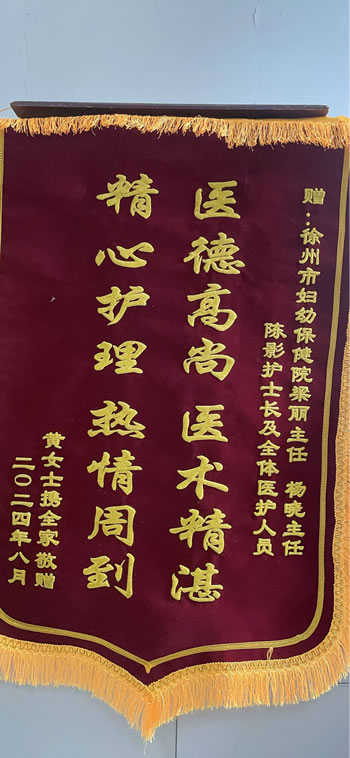 赠:徐州市妇幼保健院梁丽主任 杨晓主任
陈影护士长及全体医护人员
医德高尚 医术精湛
精心护理 热情周到
黄女士携全家敬赠
二〇二四年八月